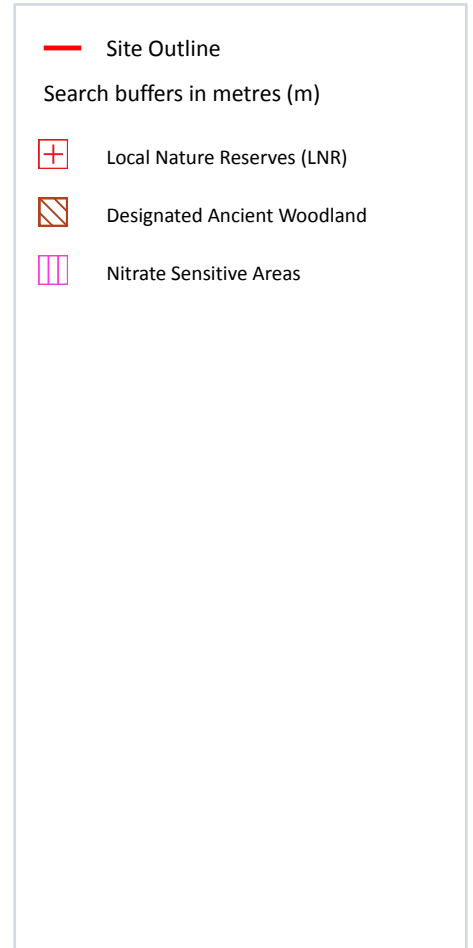 Site Outline
Search buffers in metres (m)
Local Nature Reserves (LNR)
Designated Ancient Woodland
Nitrate Sensitive Areas